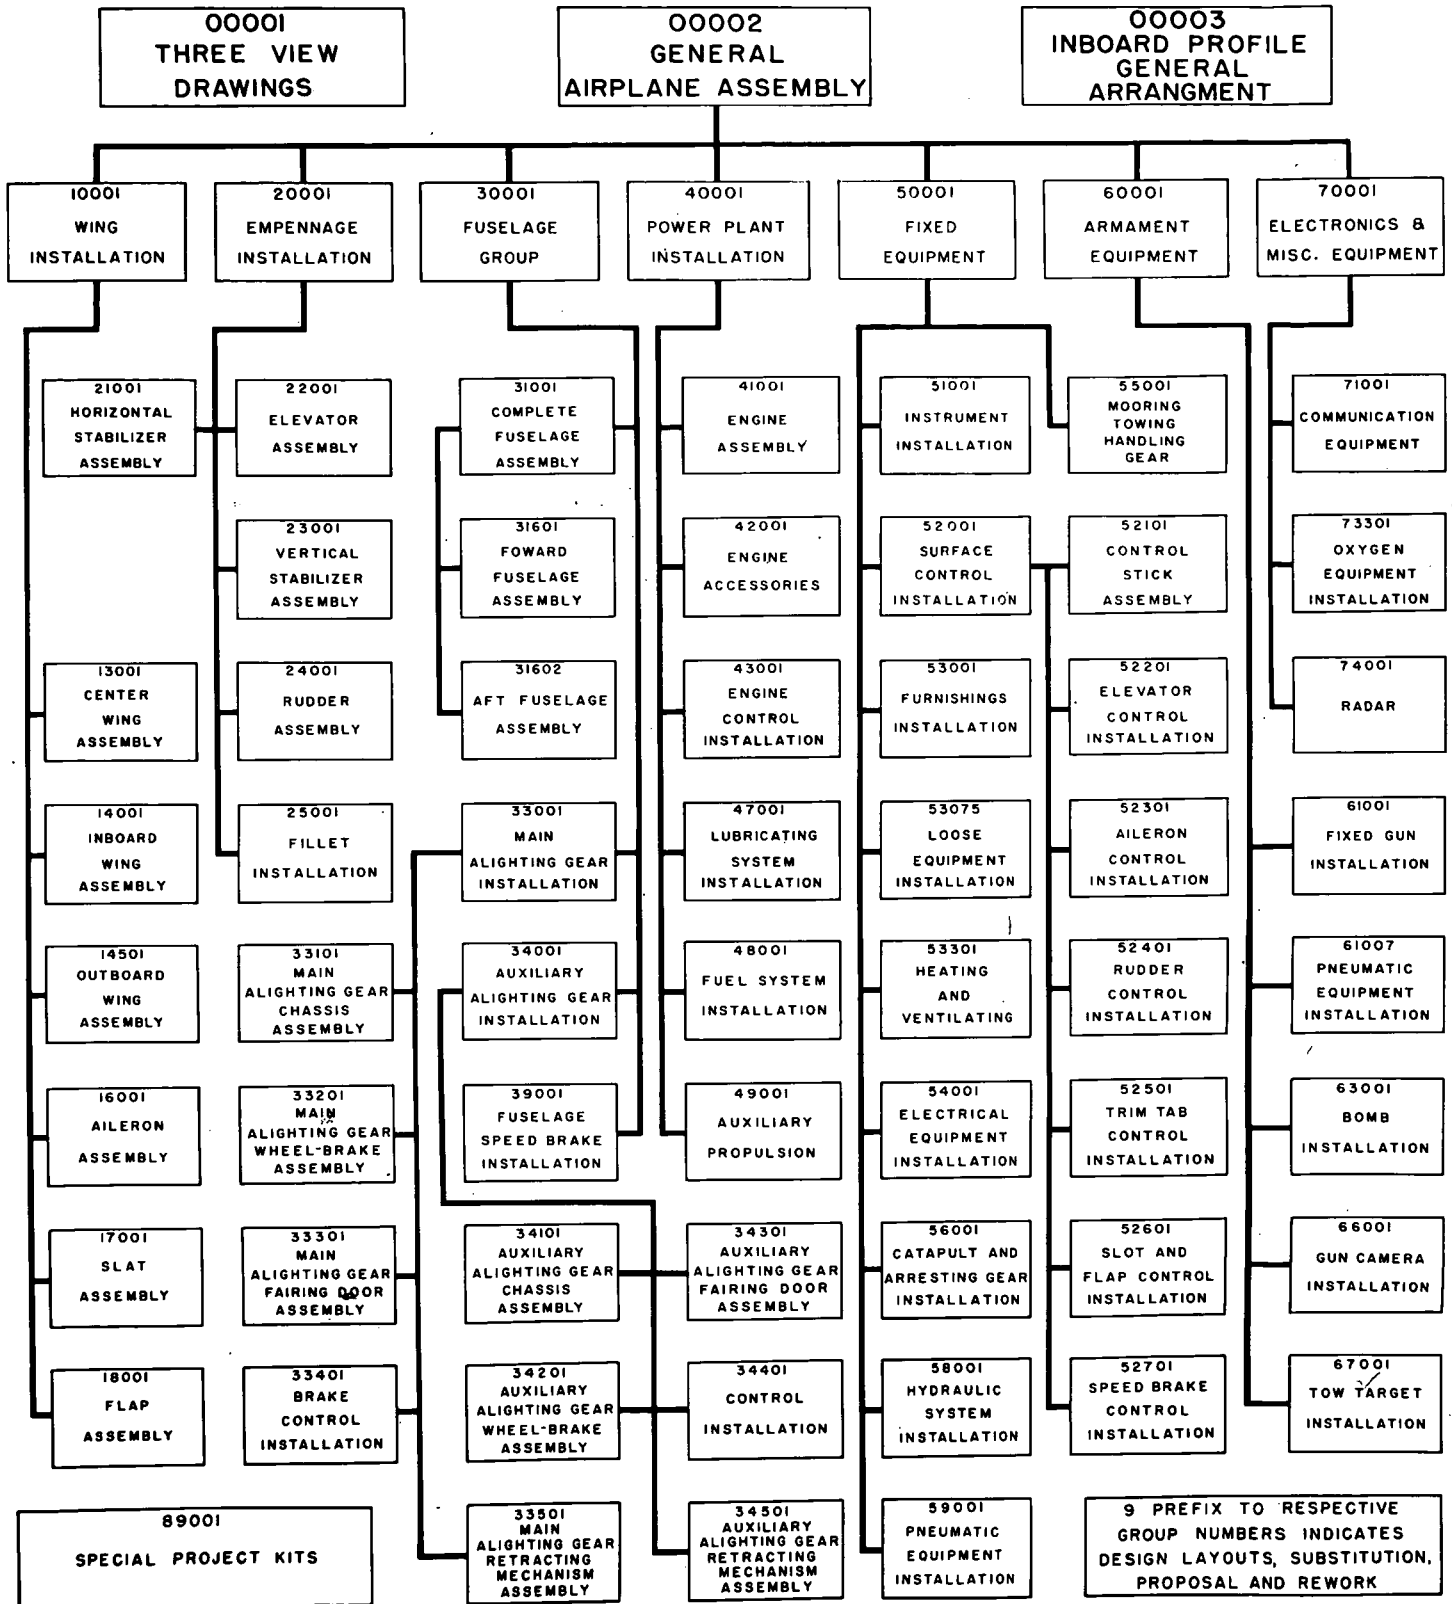 00001
THREE VIEW
DRAWINGS
00002
GENERAL
AIRPLANE ASSEMBLY
00003
INBOARD PROFILE
GENERAL
ARRANGMENT
10001
WING
INSTALLATION
20001
EMPENNAGE
INSTALLATION
30001
FUSELAGE
GROUP
40001
POWER PLANT
INSTALLATION
50001
FIXED
EQUIPMENT
60001
ARMAMENT
EQUIPMENT
70001
ELECTRONICS &
MISC. EQUIPMENT
21001
HORIZONTAL
STABILIZER
ASSEMBLY
22001
ELEVATOR
ASSEMBLY
31001
COMPLETE
FUSELAGE
ASSEMBLY
41001
ENGINE
ASSEMBLY
51001
INSTRUMENT
INSTALLATION
55001
MOORING
TOWING
HANDLING
GEAR
71001
COMMUNICATION
EQUIPMENT
23001
VERTICAL
STABILIZER
ASSEMBLY
31601
FOWARD
FUSELAGE
ASSEMBLY
42001
ENGINE
ACCESSORIES
52001
SURFACE
CONTROL
INSTALLATION
52101
CONTROL
STICK
ASSEMBLY
73301
OXYGEN
EQUIPMENT
INSTALLATION
13001
CENTER
WING
ASSEMBLY
24001
RUDDER
ASSEMBLY
31602
AFT FUSELAGE
ASSEMBLY
43001
ENGINE
CONTROL
INSTALLATION
53001
FURNISHINGS
INSTALLATION
52201
ELEVATOR
CONTROL
INSTALLATION
74001
RADAR
14001
INBOARD
WING
ASSEMBLY
25001
FILLET
INSTALLATION
33001
MAIN
ALIGHTING GEAR
INSTALLATION
47001
LUBRICATING
SYSTEM
INSTALLATION
53075
LOOSE
EQUIPMENT
INSTALLATION
52301
AILERON
CONTROL
INSTALLATION
61001
FIXED GUN
INSTALLATION
14501
OUTBOARD
WING
ASSEMBLY
33101
MAIN
ALIGHTING GEAR
CHASSIS
ASSEMBLY
34001
AUXILIARY
ALIGHTING GEAR
INSTALLATION
48001
FUEL SYSTEM
INSTALLATION
53301
HEATING
AND
VENTILATING
52401
RUDDER
CONTROL
INSTALLATION
61007
PNEUMATIC
EQUIPMENT
INSTALLATION
16001
AILERON
ASSEMBLY
33201
MAIN
ALIGHTING GEAR
WHEEL-BRAKE
ASSEMBLY
39001
FUSELAGE
SPEED BRAKE
INSTALLATION
49001
AUXILIARY
PROPULSION
54001
ELECTRICAL
EQUIPMENT
INSTALLATION
52501
TRIM TAB
CONTROL
INSTALLATION
63001
BOMB
INSTALLATION
17001
SLAT
ASSEMBLY
33301
MAIN
ALIGHTING GEAR
FAIRING DOOR
ASSEMBLY
34101
AUXILIARY
ALIGHTING GEAR
CHASSIS
ASSEMBLY
34301
AUXILIARY
ALIGHTING GEAR
FAIRING DOOR
ASSEMBLY
56001
CATAPULT AND
ARRESTING GEAR
INSTALLATION
52601
SLOT AND
FLAP CONTROL
INSTALLATION
66001
GUN CAMERA
INSTALLATION
18001
FLAP
ASSEMBLY
33401
BRAKE
CONTROL
INSTALLATION
34201
AUXILIARY
ALIGHTING GEAR
WHEEL-BRAKE
ASSEMBLY
34401
CONTROL
INSTALLATION
58001
HYDRAULIC
SYSTEM
INSTALLATION
52701
SPEED BRAKE
CONTROL
INSTALLATION
67001
TOW TARGET
INSTALLATION
89001
SPECIAL PROJECT KITS
33501
MAIN
ALIGHTING GEAR
RETRACTING
MECHANISM
ASSEMBLY
34501
AUXILIARY
ALIGHTING GEAR
RETRACTING
MECHANISM
ASSEMBLY
59001
PNEUMATIC
EQUIPMENT
INSTALLATION
9 PREFIX TO RESPECTIVE
GROUP NUMBERS INDICATES
DESIGN LAYOUTS, SUBSTITUTION,
PROPOSAL AND REWORK